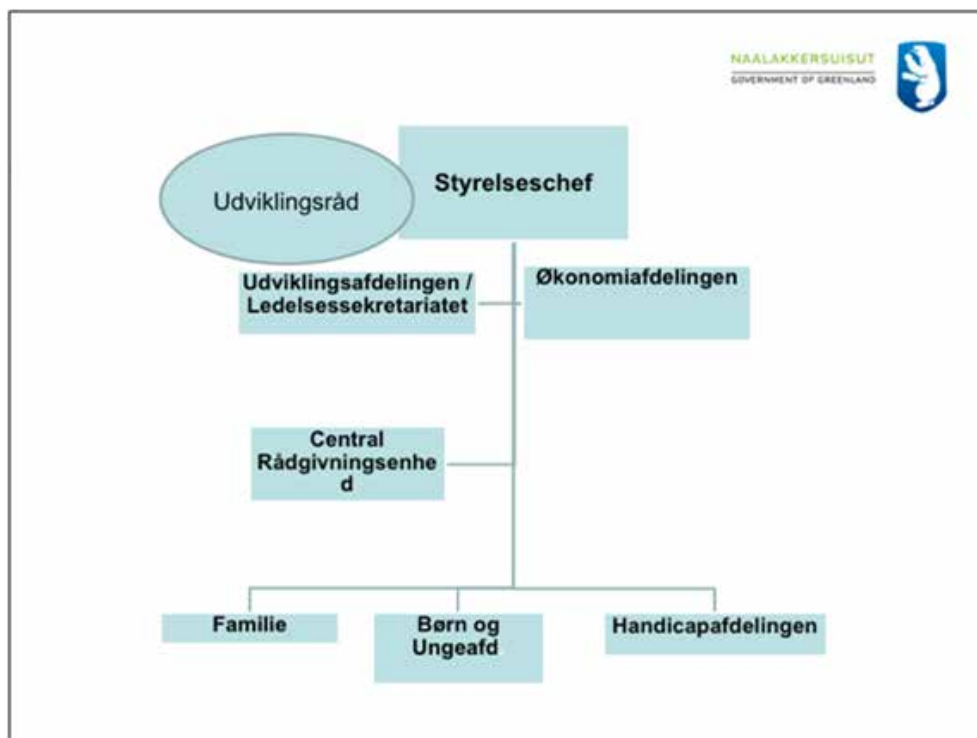 NAALAKKERSUISUT
GOVERNMENT OF GREENLAND
Udviklingsråd
Styrelseschef
Udviklingsafdelingen /
Ledelsessekretariatet
Økonomiafdelingen
Central
Rådgivningsenhe
d
Familie
Børn og
Ungeafd
Handicapafdelingen